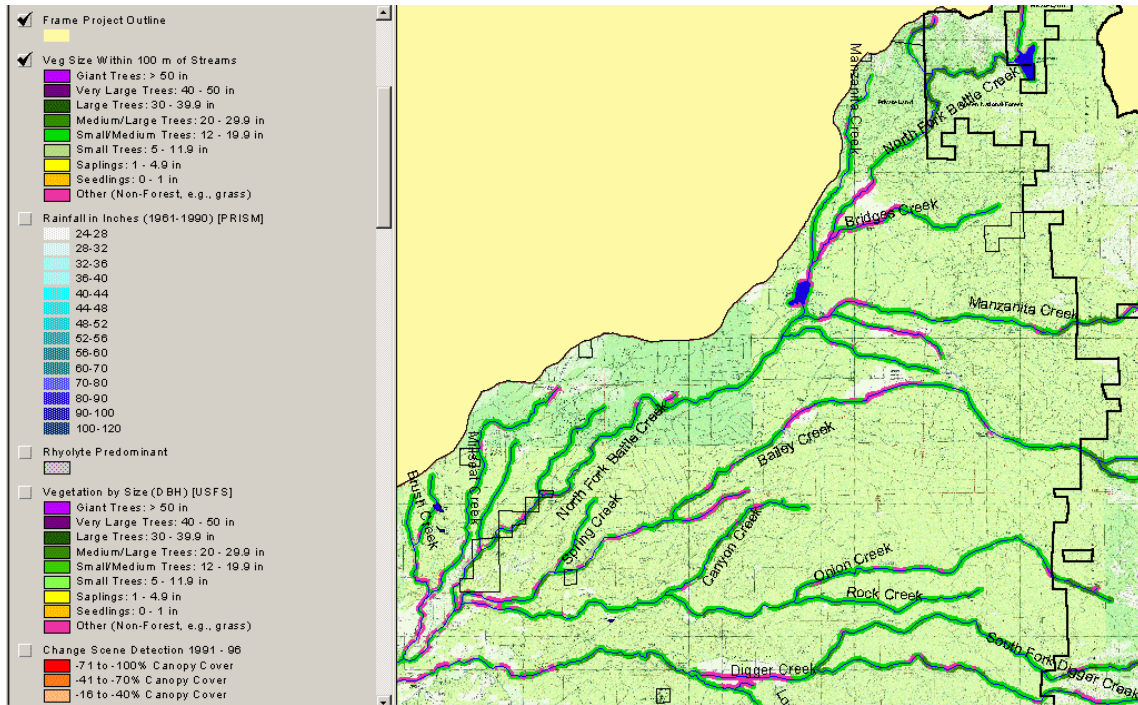 Frame Project Outline
Veg Size Within 100 m of Streams
Giant Trees: > 50 in
Very Large Trees: 40 - 50 in
Large Trees: 30 - 39.9 in
Medium/Large Trees: 20 - 29.9 in
Small/Medium Trees: 12 - 19.9 in
Small Trees: 5 - 11.9 in
Saplings: 1 - 4.9 in
Seedlings: 0 - 1 in
Other (Non-Forest, e.g., grass)
Rainfall in Inches (1961-1990) [PRISM]
24-28
28-32
32-36
36-40
40-44
44-48
48-52
52-56
56-60
60-70
70-80
80-90
90-100
100-120
Rhyolyte Predominant
Vegetation by Size (DBH) [USFS]
Giant Trees: > 50 in
Very Large Trees: 40 - 50 in
Large Trees: 30 - 39.9 in
Medium/Large Trees: 20 - 29.9 in
Small/Medium Trees: 12 - 19.9 in
Small Trees: 5 - 11.9 in
Saplings: 1 - 4.9 in
Seedlings: 0 - 1 in
Other (Non-Forest, e.g., grass)
Change Scene Detection 1991 - 96
-71 to -100% Canopy Cover
-41 to -70% Canopy Cover
-16 to -40% Canopy Cover
Manzanita Creek
Private Land
National Forest
North Fork Battle Creek
Bridges Creek
Manzanita Creek
Millseat Creek
Brush Creek
North Fork Battle Creek
Bailey Creek
Spring Creek
Canyon Creek
Onion Creek
Rock Creek
Digger Creek
South Fork Digger Creek
Lo